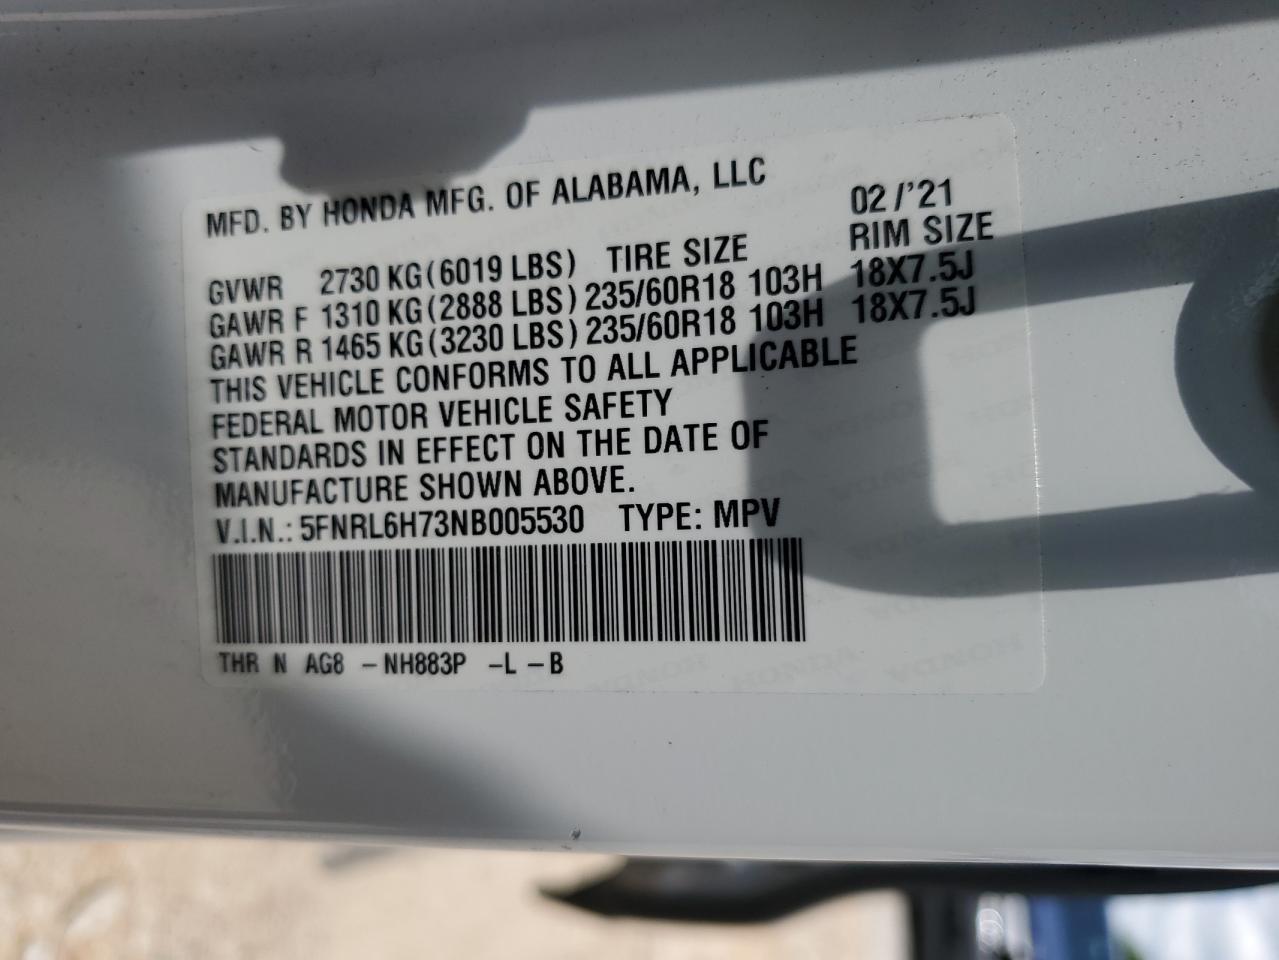 MFD. BY HONDA MFG. OF ALABAMA, LLC 02/'21
GVWR 2730 KG(6019 LBS) TIRE SIZE RIM SIZE
GAWR F 1310 KG(2888 LBS) 235/60R18 103H 18X7.5J
GAWR R 1465 KG(3230 LBS) 235/60R18 103H 18X7.5J
THIS VEHICLE CONFORMS TO ALL APPLICABLE
FEDERAL MOTOR VEHICLE SAFETY
STANDARDS IN EFFECT ON THE DATE OF
MANUFACTURE SHOWN ABOVE.
V.I.N.: 5FNRL6H73NB005530 TYPE: MPV
THR N AG8 -NH883P -L -B
HONDA HONDA HONDA